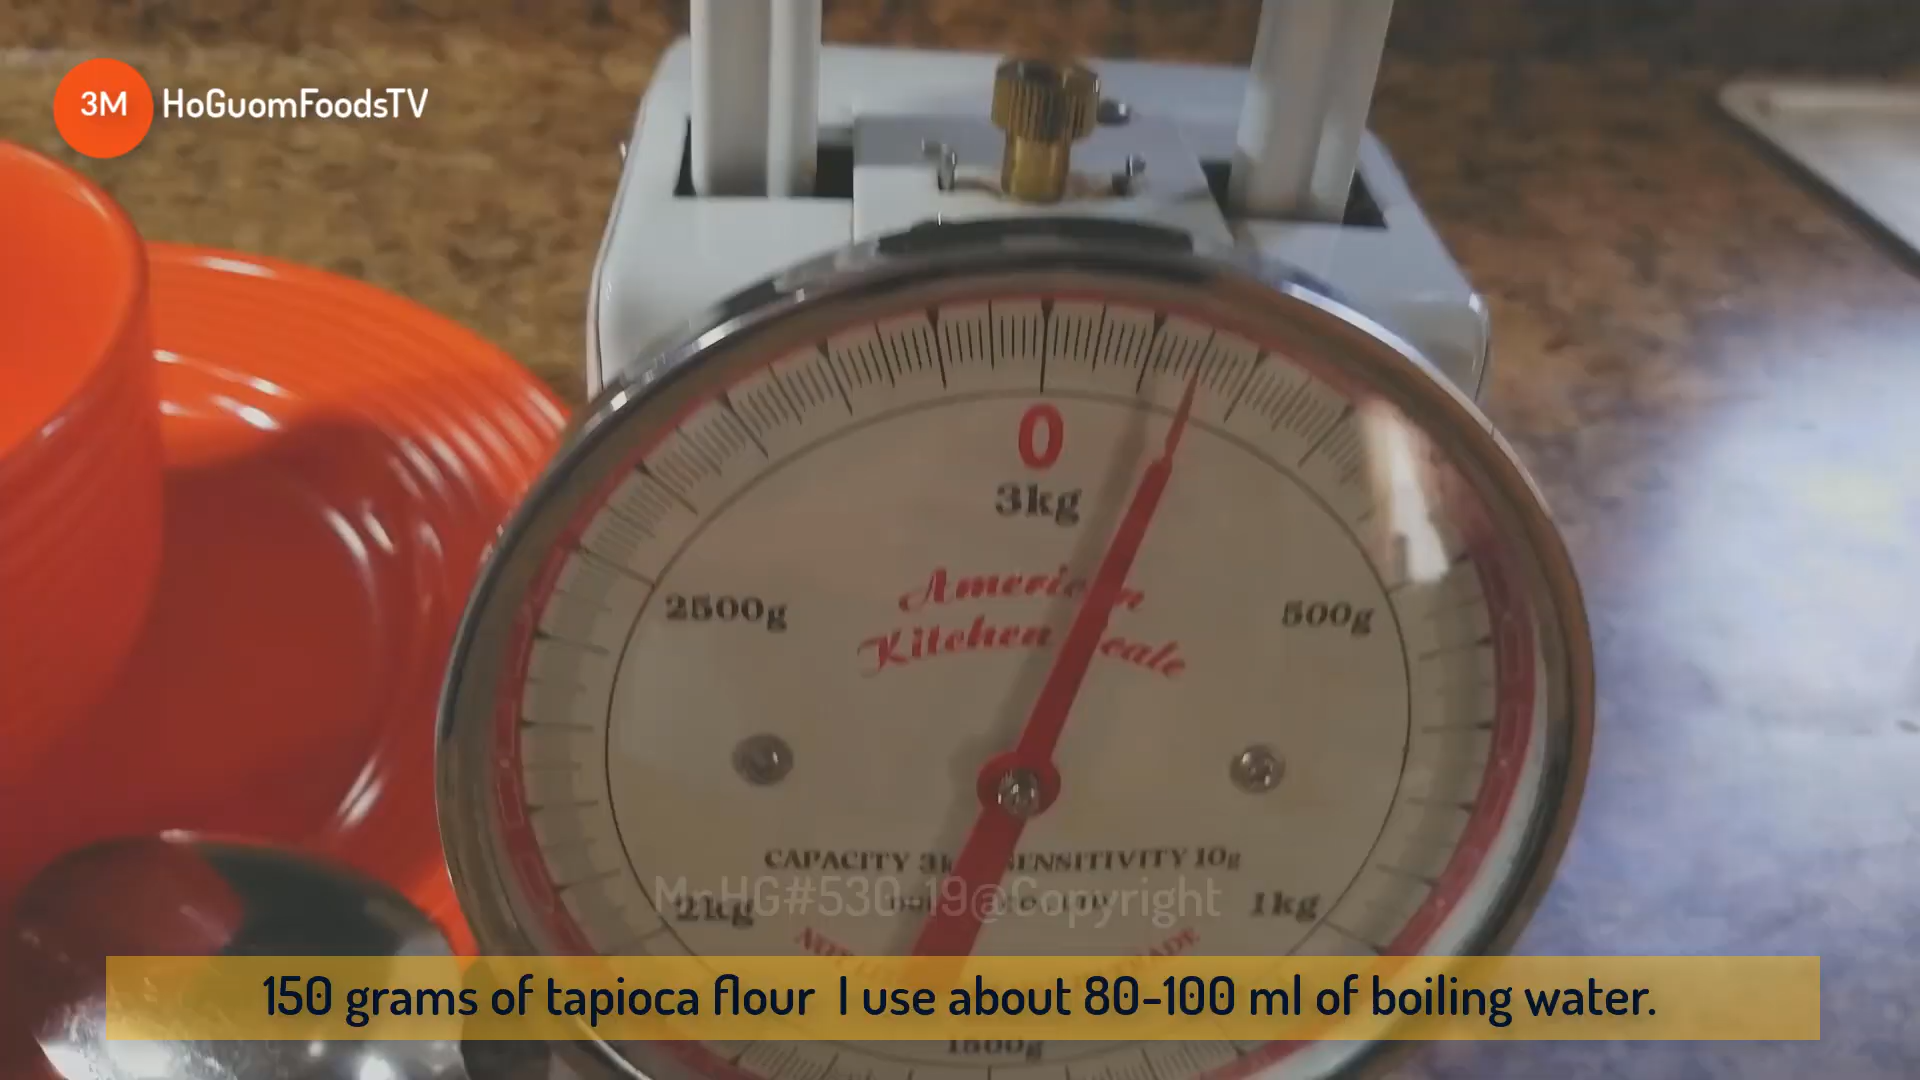 3M HoGuomFoodsTV
0
3kg
American
Kitchen Scale
2500g
500g
CAPACITY 3kg SENSITIVITY 10g
MrHG#530-19@Copyright
2kg
1kg
150 grams of tapioca flour I use about 80-100 ml of boiling water.
1500g